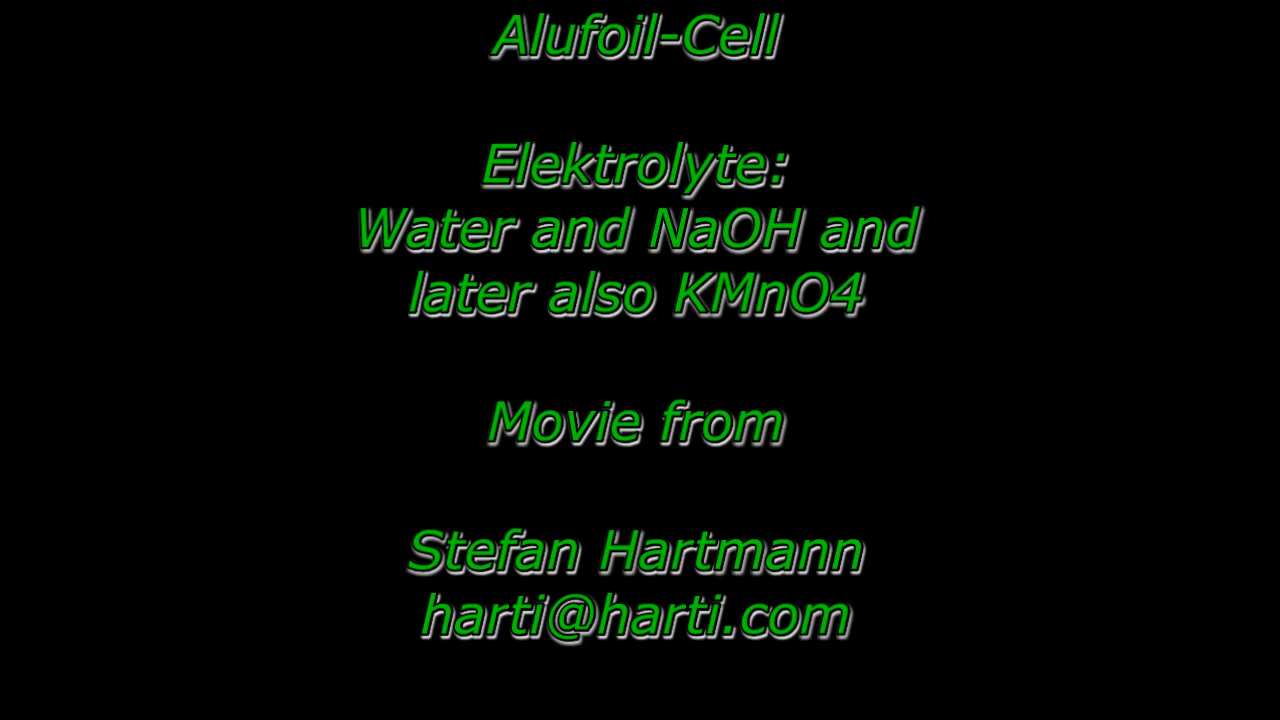 Alufoil-Cell
Elektrolyte:
Water and NaOH and
later also KMnO4
Movie from
Stefan Hartmann
harti@harti.com